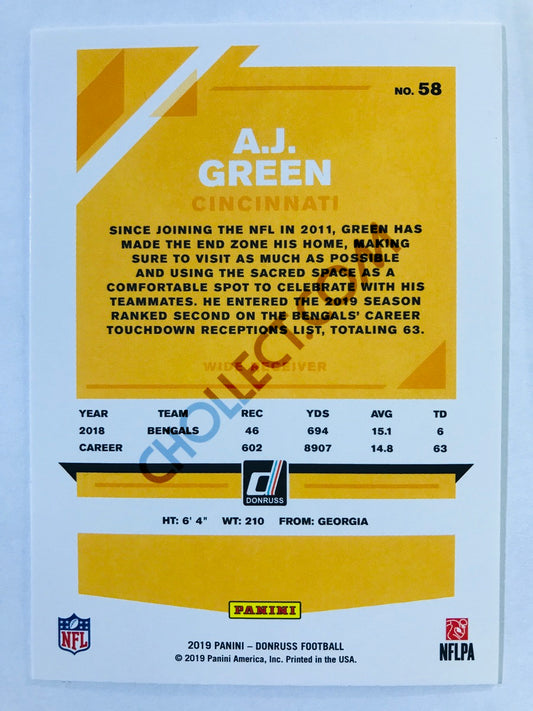 NO. 58
A.J.
GREEN
CINCINNATI
SINCE JOINING THE NFL IN 2011, GREEN HAS
MADE THE END ZONE HIS HOME, MAKING
SURE TO VISIT AS MUCH AS POSSIBLE
AND USING THE SACRED SPACE AS A
COMFORTABLE SPOT TO CELEBRATE WITH HIS
TEAMMATES. HE ENTERED THE 2019 SEASON
RANKED SECOND ON THE BENGALS' CAREER
TOUCHDOWN RECEPTIONS LIST, TOTALING 63.
WIDE RECEIVER
CHOLLECT.COM
YEAR TEAM REC YDS AVG TD
2018 BENGALS 46 694 15.1 6
CAREER 602 8907 14.8 63
DONRUSS
HT: 6' 4" WT: 210 FROM: GEORGIA
PANINI
NFL
2019 PANINI – DONRUSS FOOTBALL
© 2019 Panini America, Inc. Printed in the USA.
NFLPA